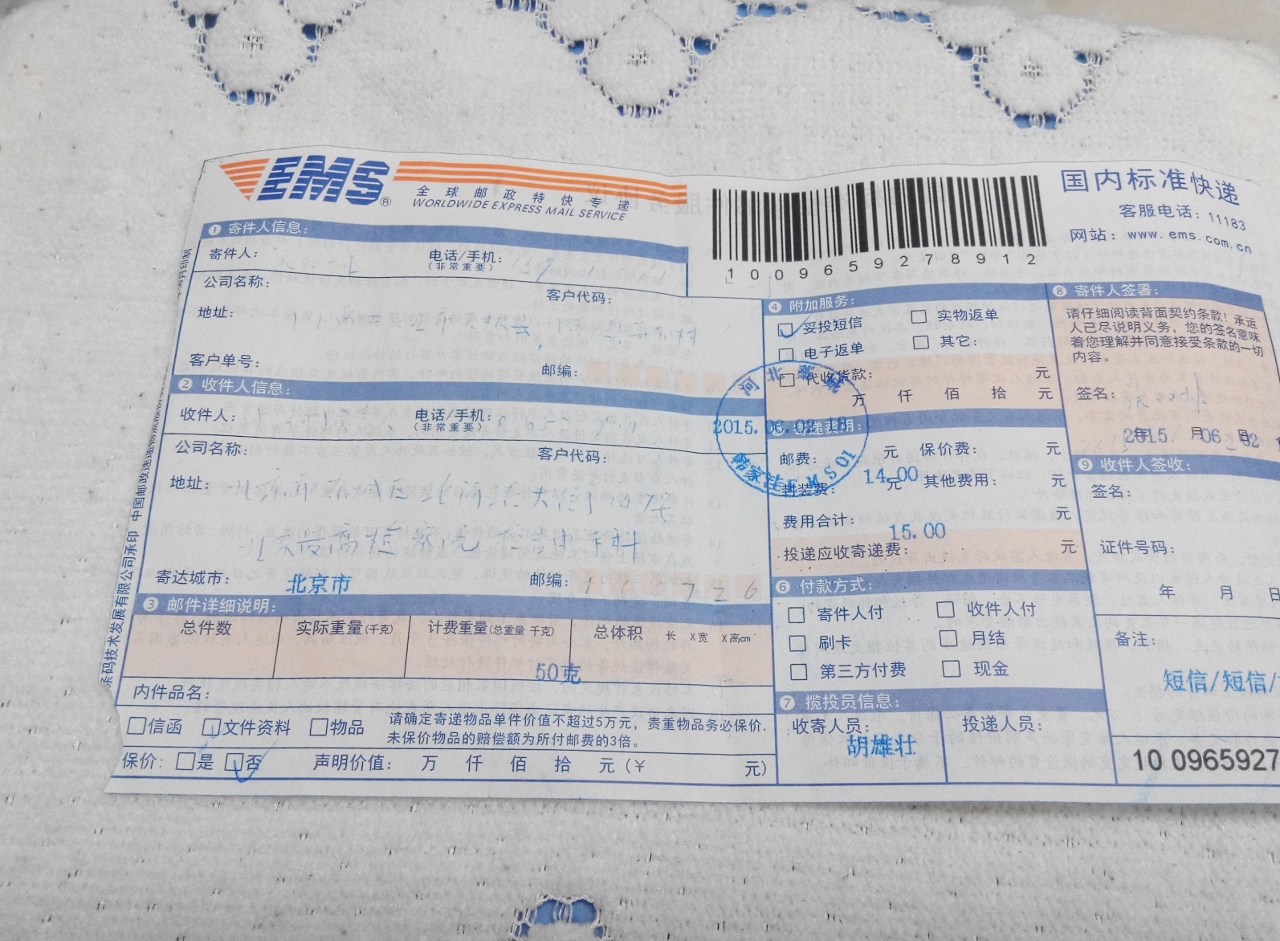 EMS®
全球邮政特快专递
WORLDWIDE EXPRESS MAIL SERVICE
1009659278912
国内标准快递
客服电话：11183
网站：www.ems.com.cn
1 寄件人信息：
寄件人：
电话/手机：
（非常重要）
公司名称：
客户代码：
地址：
客户单号：
邮编：
2 收件人信息：
收件人：
电话/手机：
（非常重要）
公司名称：
客户代码：
地址：
寄达城市：
北京市
邮编：
3 邮件详细说明：
总件数
实际重量(千克)
计费重量(总重量 千克)
总体积 长 X宽 X高cm³
50克
内件品名：
信函 文件资料 物品
请确定寄递物品单件价值不超过5万元，贵重物品务必保价，
未保价物品的赔偿额为所付邮费的3倍。
保价： 是 否 声明价值： 万 仟 佰 拾 元（￥ 元）
4 附加服务：
妥投短信 实物返单
电子返单 其它：
代收货款： 元
万 仟 佰 拾 元
2015.06.02.18
寄递费用：
邮费： 元 保价费： 元
封装费： 14.00 元 其他费用： 元
费用合计： 15.00 元
投递应收寄递费： 元
6 付款方式：
寄件人付 收件人付
刷卡 月结
第三方付费 现金
7 揽投员信息：
收寄人员：
胡雄壮
投递人员：
8 寄件人签署：
请仔细阅读背面契约条款！承运
人已尽说明义务，您的签名意味
着您理解并同意接受条款的一切
内容。
签名：
2015 年 06 月 02 日
9 收件人签收：
签名：
证件号码：
年 月 日
备注：
短信/短信/
10 0965927